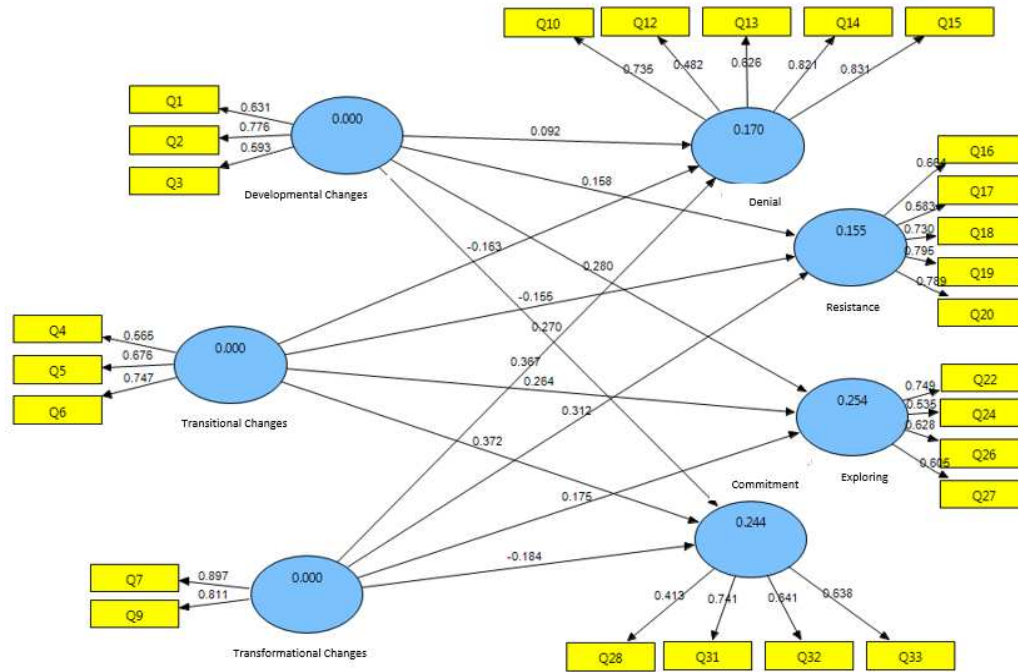 Q10
Q12
Q13
Q14
Q15
0.735
0.482
0.626
0.821
0.831
Q1
Q2
Q3
0.631
0.776
0.593
0.000
Developmental Changes
0.092
0.158
-0.163
0.280
0.170
Denial
Q16
Q17
Q18
Q19
Q20
0.664
0.583
0.730
0.795
0.789
0.155
Resistance
-0.155
0.270
Q4
Q5
Q6
0.565
0.676
0.747
0.000
Transitional Changes
0.367
0.264
0.312
0.372
0.254
Exploring
Q22
Q24
Q26
Q27
0.749
0.535
0.628
0.605
Commitment
0.175
0.244
-0.184
Q7
Q9
0.897
0.811
0.000
Transformational Changes
0.413
0.741
0.641
0.638
Q28
Q31
Q32
Q33